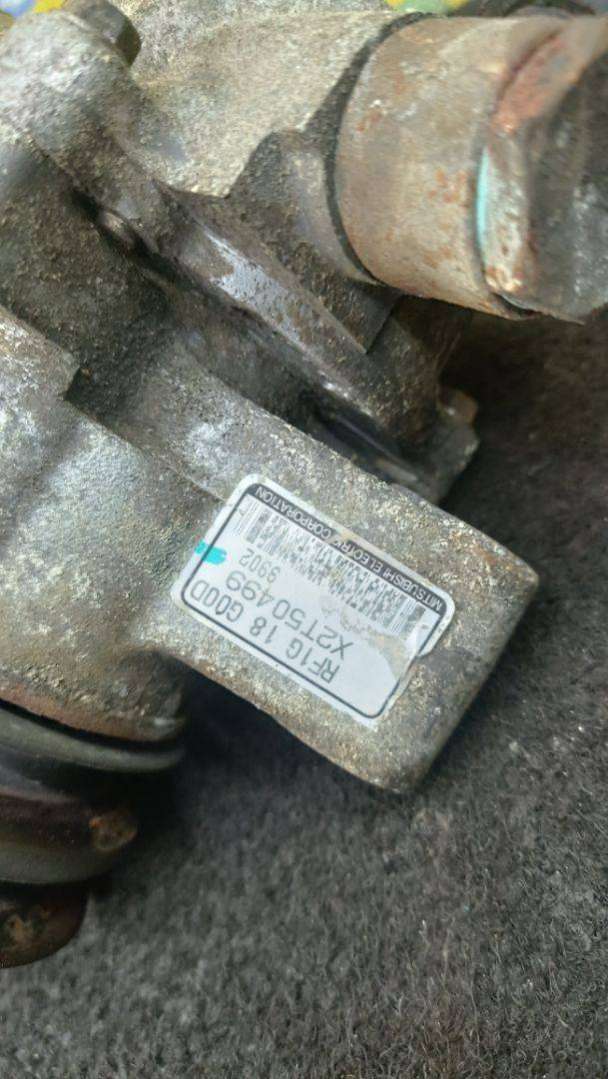 RF1G 18 G00D
X2T50499
9902
MITSUBISHI ELECTRIC CORPORATION